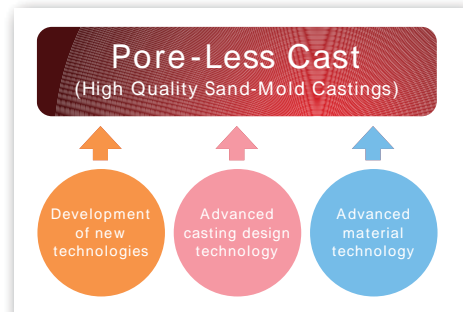 Pore-Less Cast
(High Quality Sand-Mold Castings)
Development
of new
technologies
Advanced
casting design
technology
Advanced
material
technology